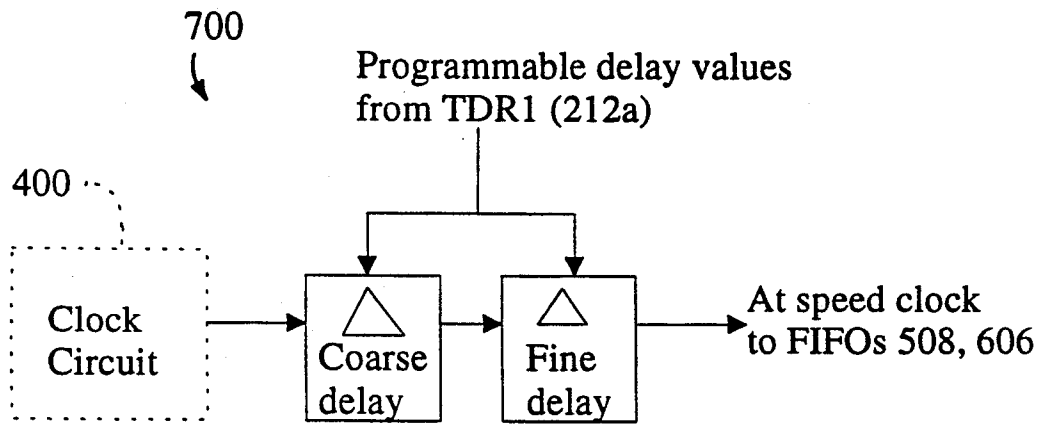 700
Programmable delay values
from TDR1 (212a)
400
Clock
Circuit
Coarse
delay
Fine
delay
At speed clock
to FIFOs 508, 606